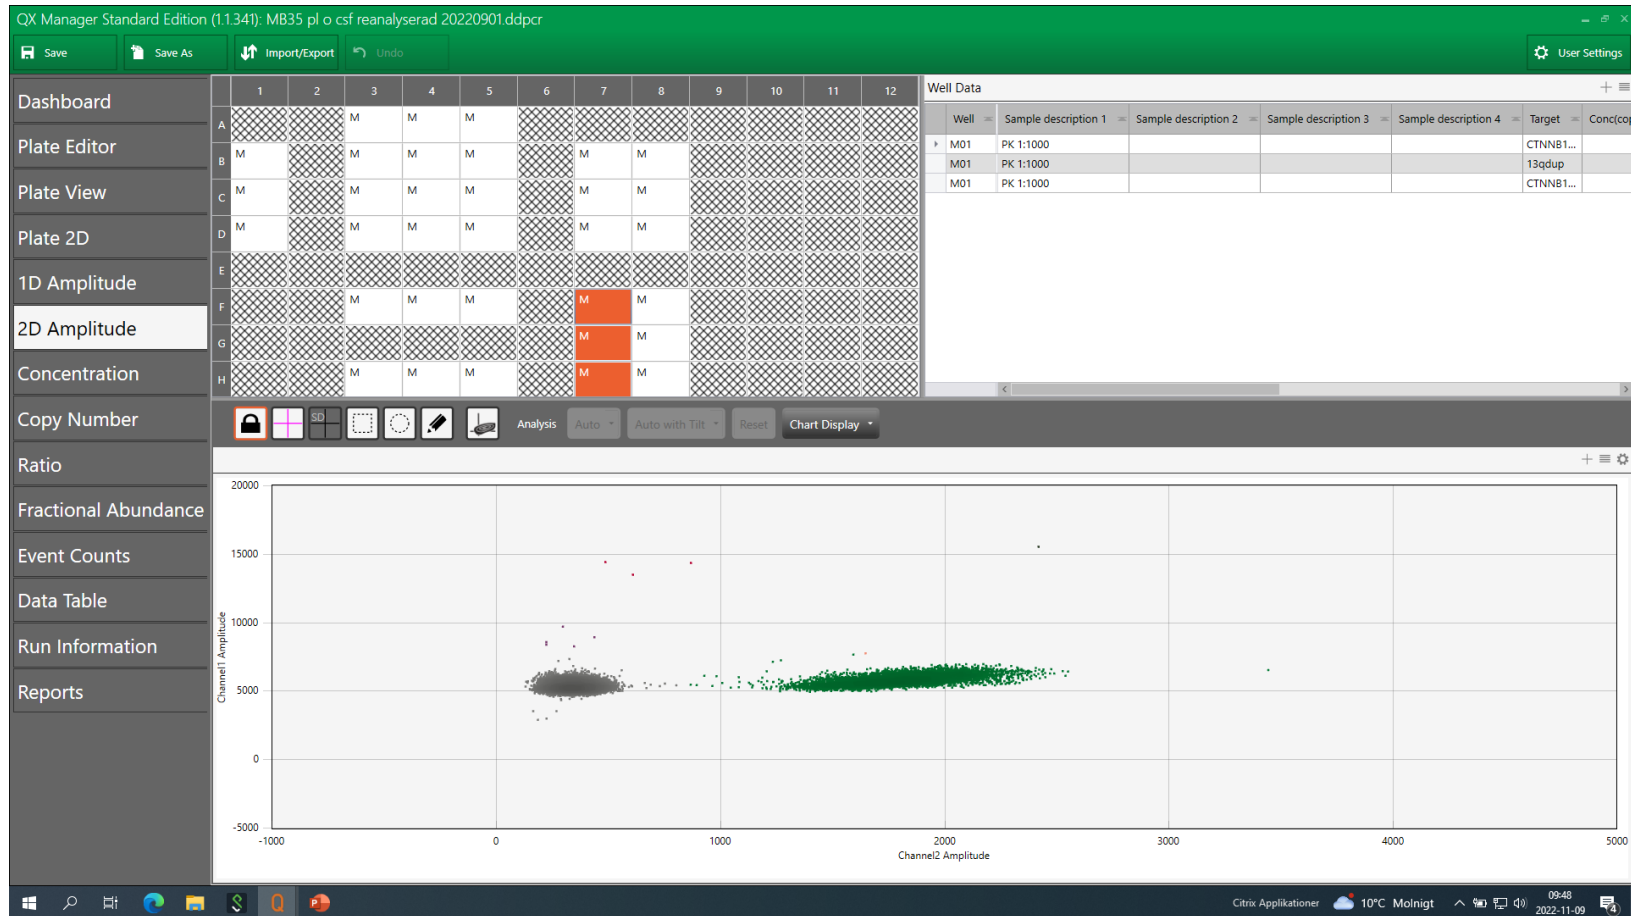 QX Manager Standard Edition (1.1.341): MB35 pl o csf reanalyserad 20220901.ddpcr
Save Save As Import/Export Undo User Settings
Dashboard
Plate Editor
Plate View
Plate 2D
1D Amplitude
2D Amplitude
Concentration
Copy Number
Ratio
Fractional Abundance
Event Counts
Data Table
Run Information
Reports
1 2 3 4 5 6 7 8 9 10 11 12
A M M M
B M M M M M M
C M M M M M M
D M M M M M M
E
F M M M M M
G M M
H M M M M M
Well Data
Well Sample description 1 Sample description 2 Sample description 3 Sample description 4 Target Conc(cop
M01 PK 1:1000 CTNNB1...
M01 PK 1:1000 13qdup
M01 PK 1:1000 CTNNB1...
SD Analysis Auto Auto with Tilt Reset Chart Display
Channel1 Amplitude
20000
15000
10000
5000
0
-5000
-1000 0 1000 2000 3000 4000 5000
Channel2 Amplitude
Citrix Applikationer 10°C Molnigt 09:48
2022-11-09 4